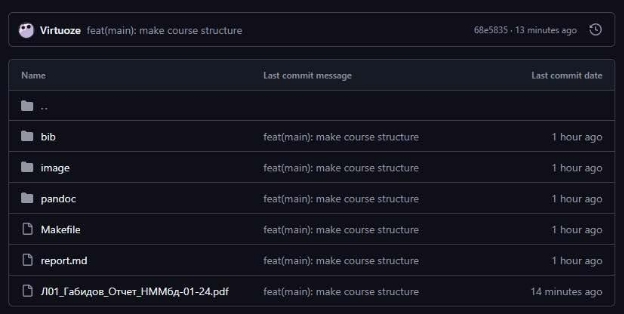 Virtuoze feat(main): make course structure 68e5835 · 13 minutes ago
Name Last commit message Last commit date
..
bib feat(main): make course structure 1 hour ago
image feat(main): make course structure 1 hour ago
pandoc feat(main): make course structure 1 hour ago
Makefile feat(main): make course structure 1 hour ago
report.md feat(main): make course structure 1 hour ago
Л01_Габидов_Отчет_НММбд-01-24.pdf feat(main): make course structure 14 minutes ago